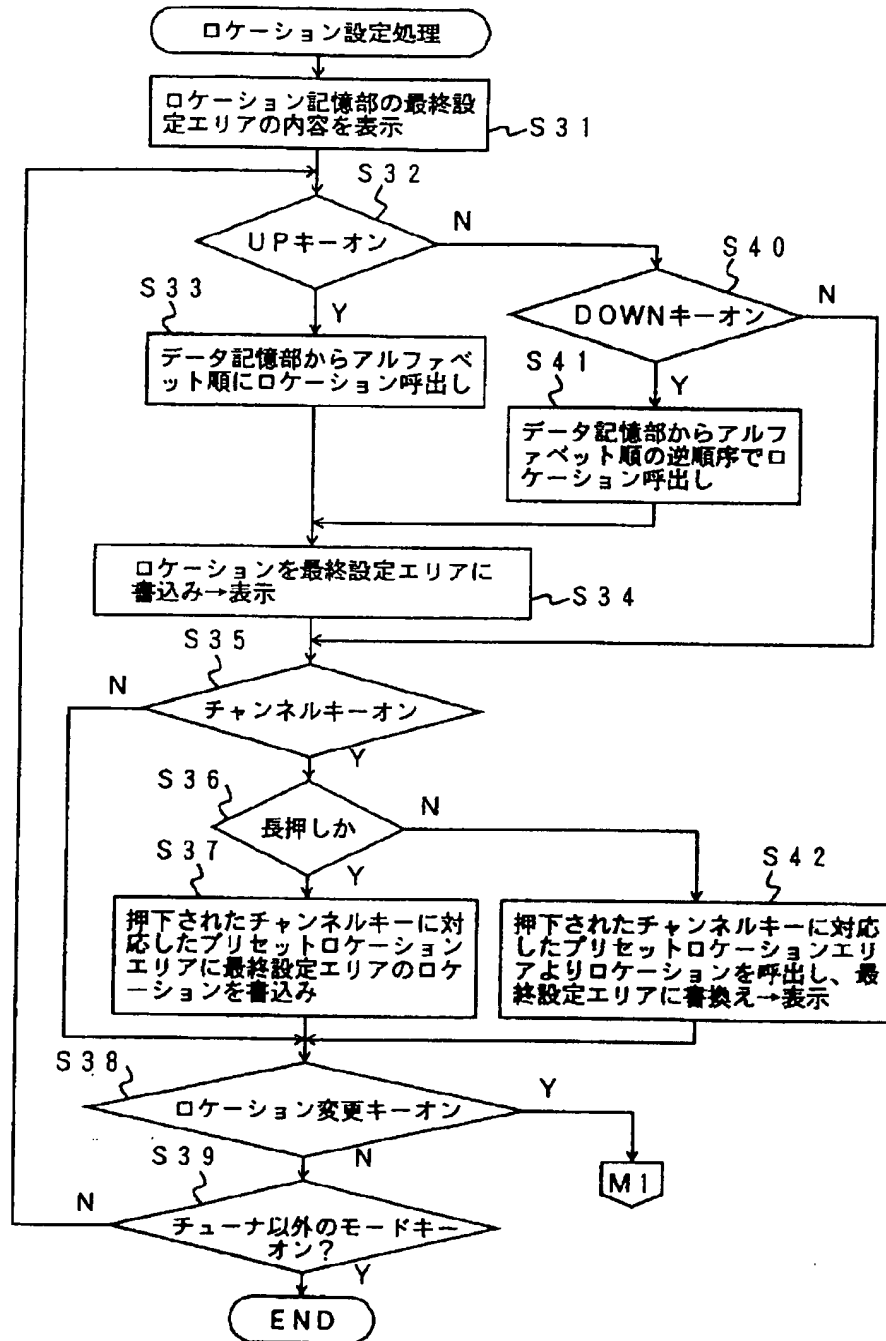 ロケーション設定処理
ロケーション記憶部の最終設
定エリアの内容を表示
S31
S32
UPキーオン
N
Y
S40
DOWNキーオン
N
Y
S33
データ記憶部からアルファベ
ット順にロケーション呼出し
S41
データ記憶部からアルフ
ァベット順の逆順序でロ
ケーション呼出し
ロケーションを最終設定エリアに
書込み→表示
S34
S35
N
チャンネルキーオン
Y
S36
長押しか
N
Y
S37
押下されたチャンネルキーに対
応したプリセットロケーション
エリアに最終設定エリアのロケ
ーションを書込み
S42
押下されたチャンネルキーに対応
したプリセットロケーションエリ
アよりロケーションを呼出し、最
終設定エリアに書換え→表示
S38
ロケーション変更キーオン
Y
N
M1
S39
N
チューナ以外のモードキー
オン?
Y
END